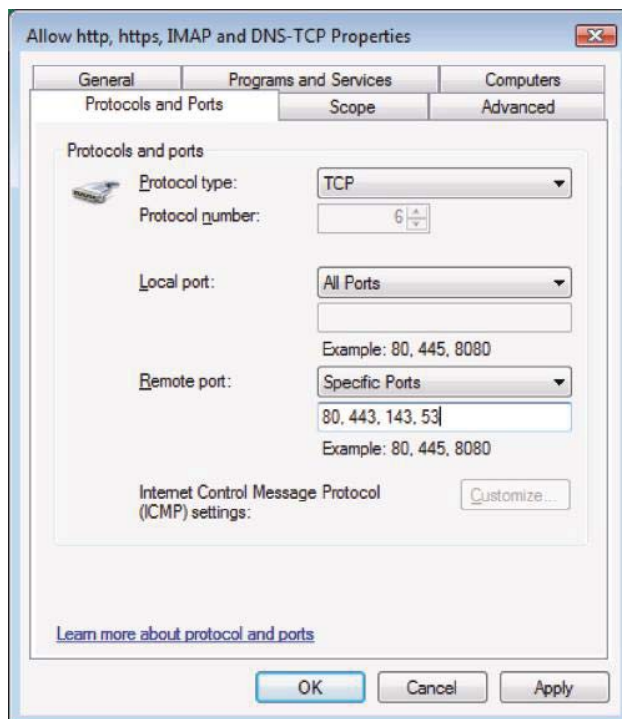 Allow http, https, IMAP and DNS-TCP Properties
General Programs and Services Computers
Protocols and Ports Scope Advanced
Protocols and ports
Protocol type: TCP
Protocol number: 6
Local port: All Ports
Example: 80, 445, 8080
Remote port: Specific Ports
80, 443, 143, 53
Example: 80, 445, 8080
Internet Control Message Protocol
(ICMP) settings: Customize...
Learn more about protocol and ports
OK Cancel Apply